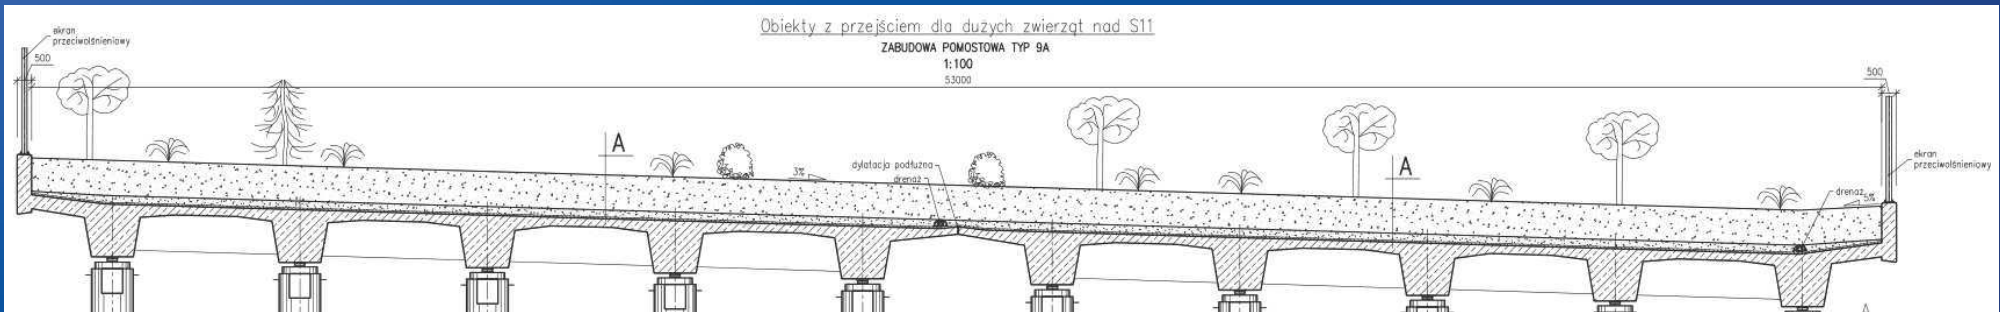 Obiekty z przejściem dla dużych zwierząt nad S11
ZABUDOWA POMOSTOWA TYP 9A
1:100
53000
ekran
przeciwolśnieniowy
500
500
A
A
3%
dylatacja podłużna
drenaż
ekran
przeciwolśnieniowy
drenaż
5%
A